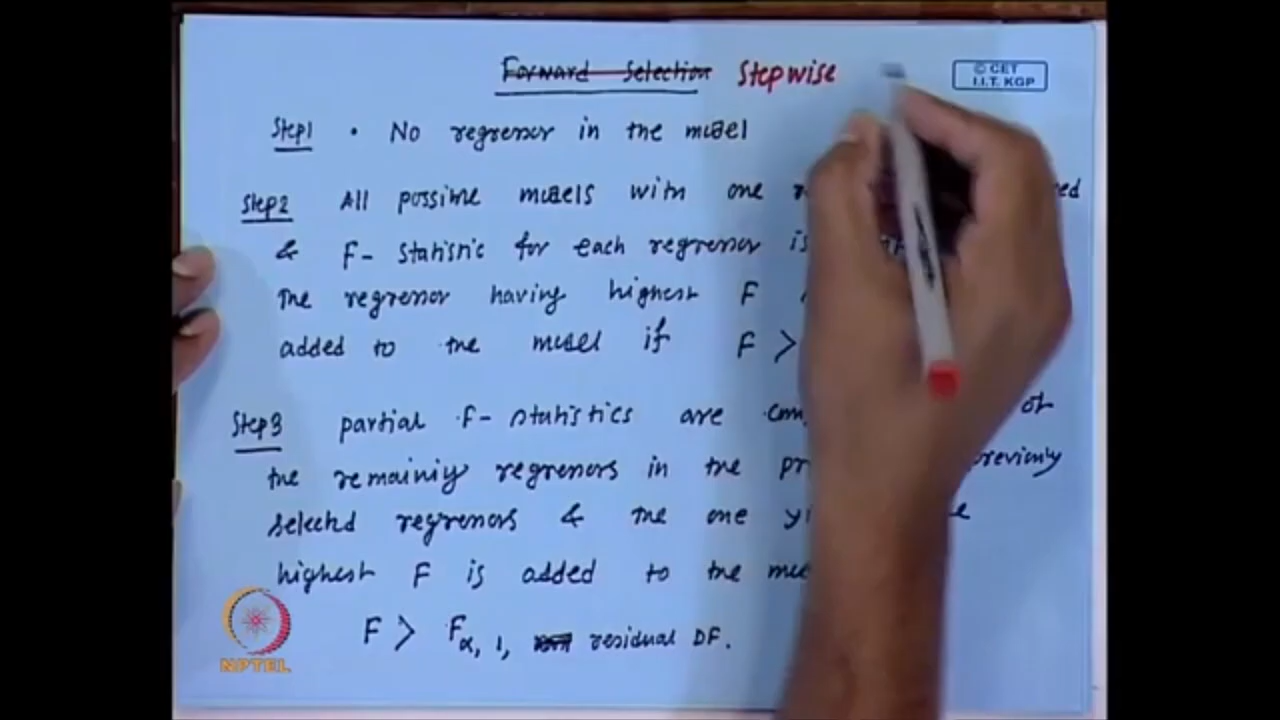 Forward Selection Stepwise
© CET
I.I.T. KGP
Step1 • No regressor in the model
Step2 All possible models with one
& F- statistic for each regressor is
The regressor having highest F
added to the model if F >
Step3 partial F- statistics are of
the remaining regressors in the previously
selected regressors & the one
highest F is added to the
F > Fα, 1, residual DF.
NPTEL